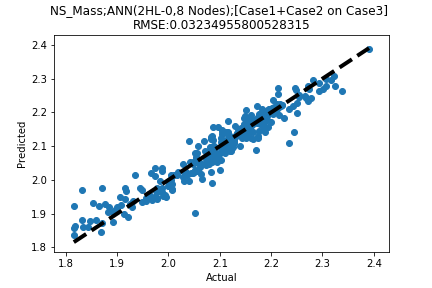 NS_Mass;ANN(2HL-0,8 Nodes);[Case1+Case2 on Case3]
RMSE:0.03234955800528315
2.4
2.3
2.2
2.1
2.0
1.9
1.8
Predicted
1.8 1.9 2.0 2.1 2.2 2.3 2.4
Actual